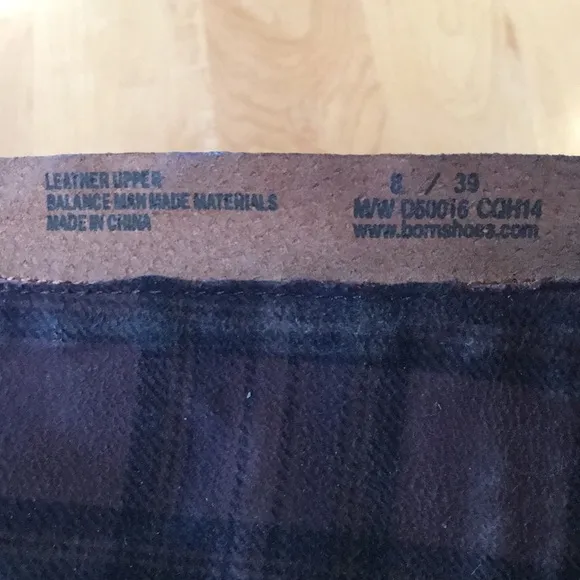 LEATHER UPPER
BALANCE MAN MADE MATERIALS
MADE IN CHINA
8 / 39
M/W D50016 CQH14
www.bornshoes.com